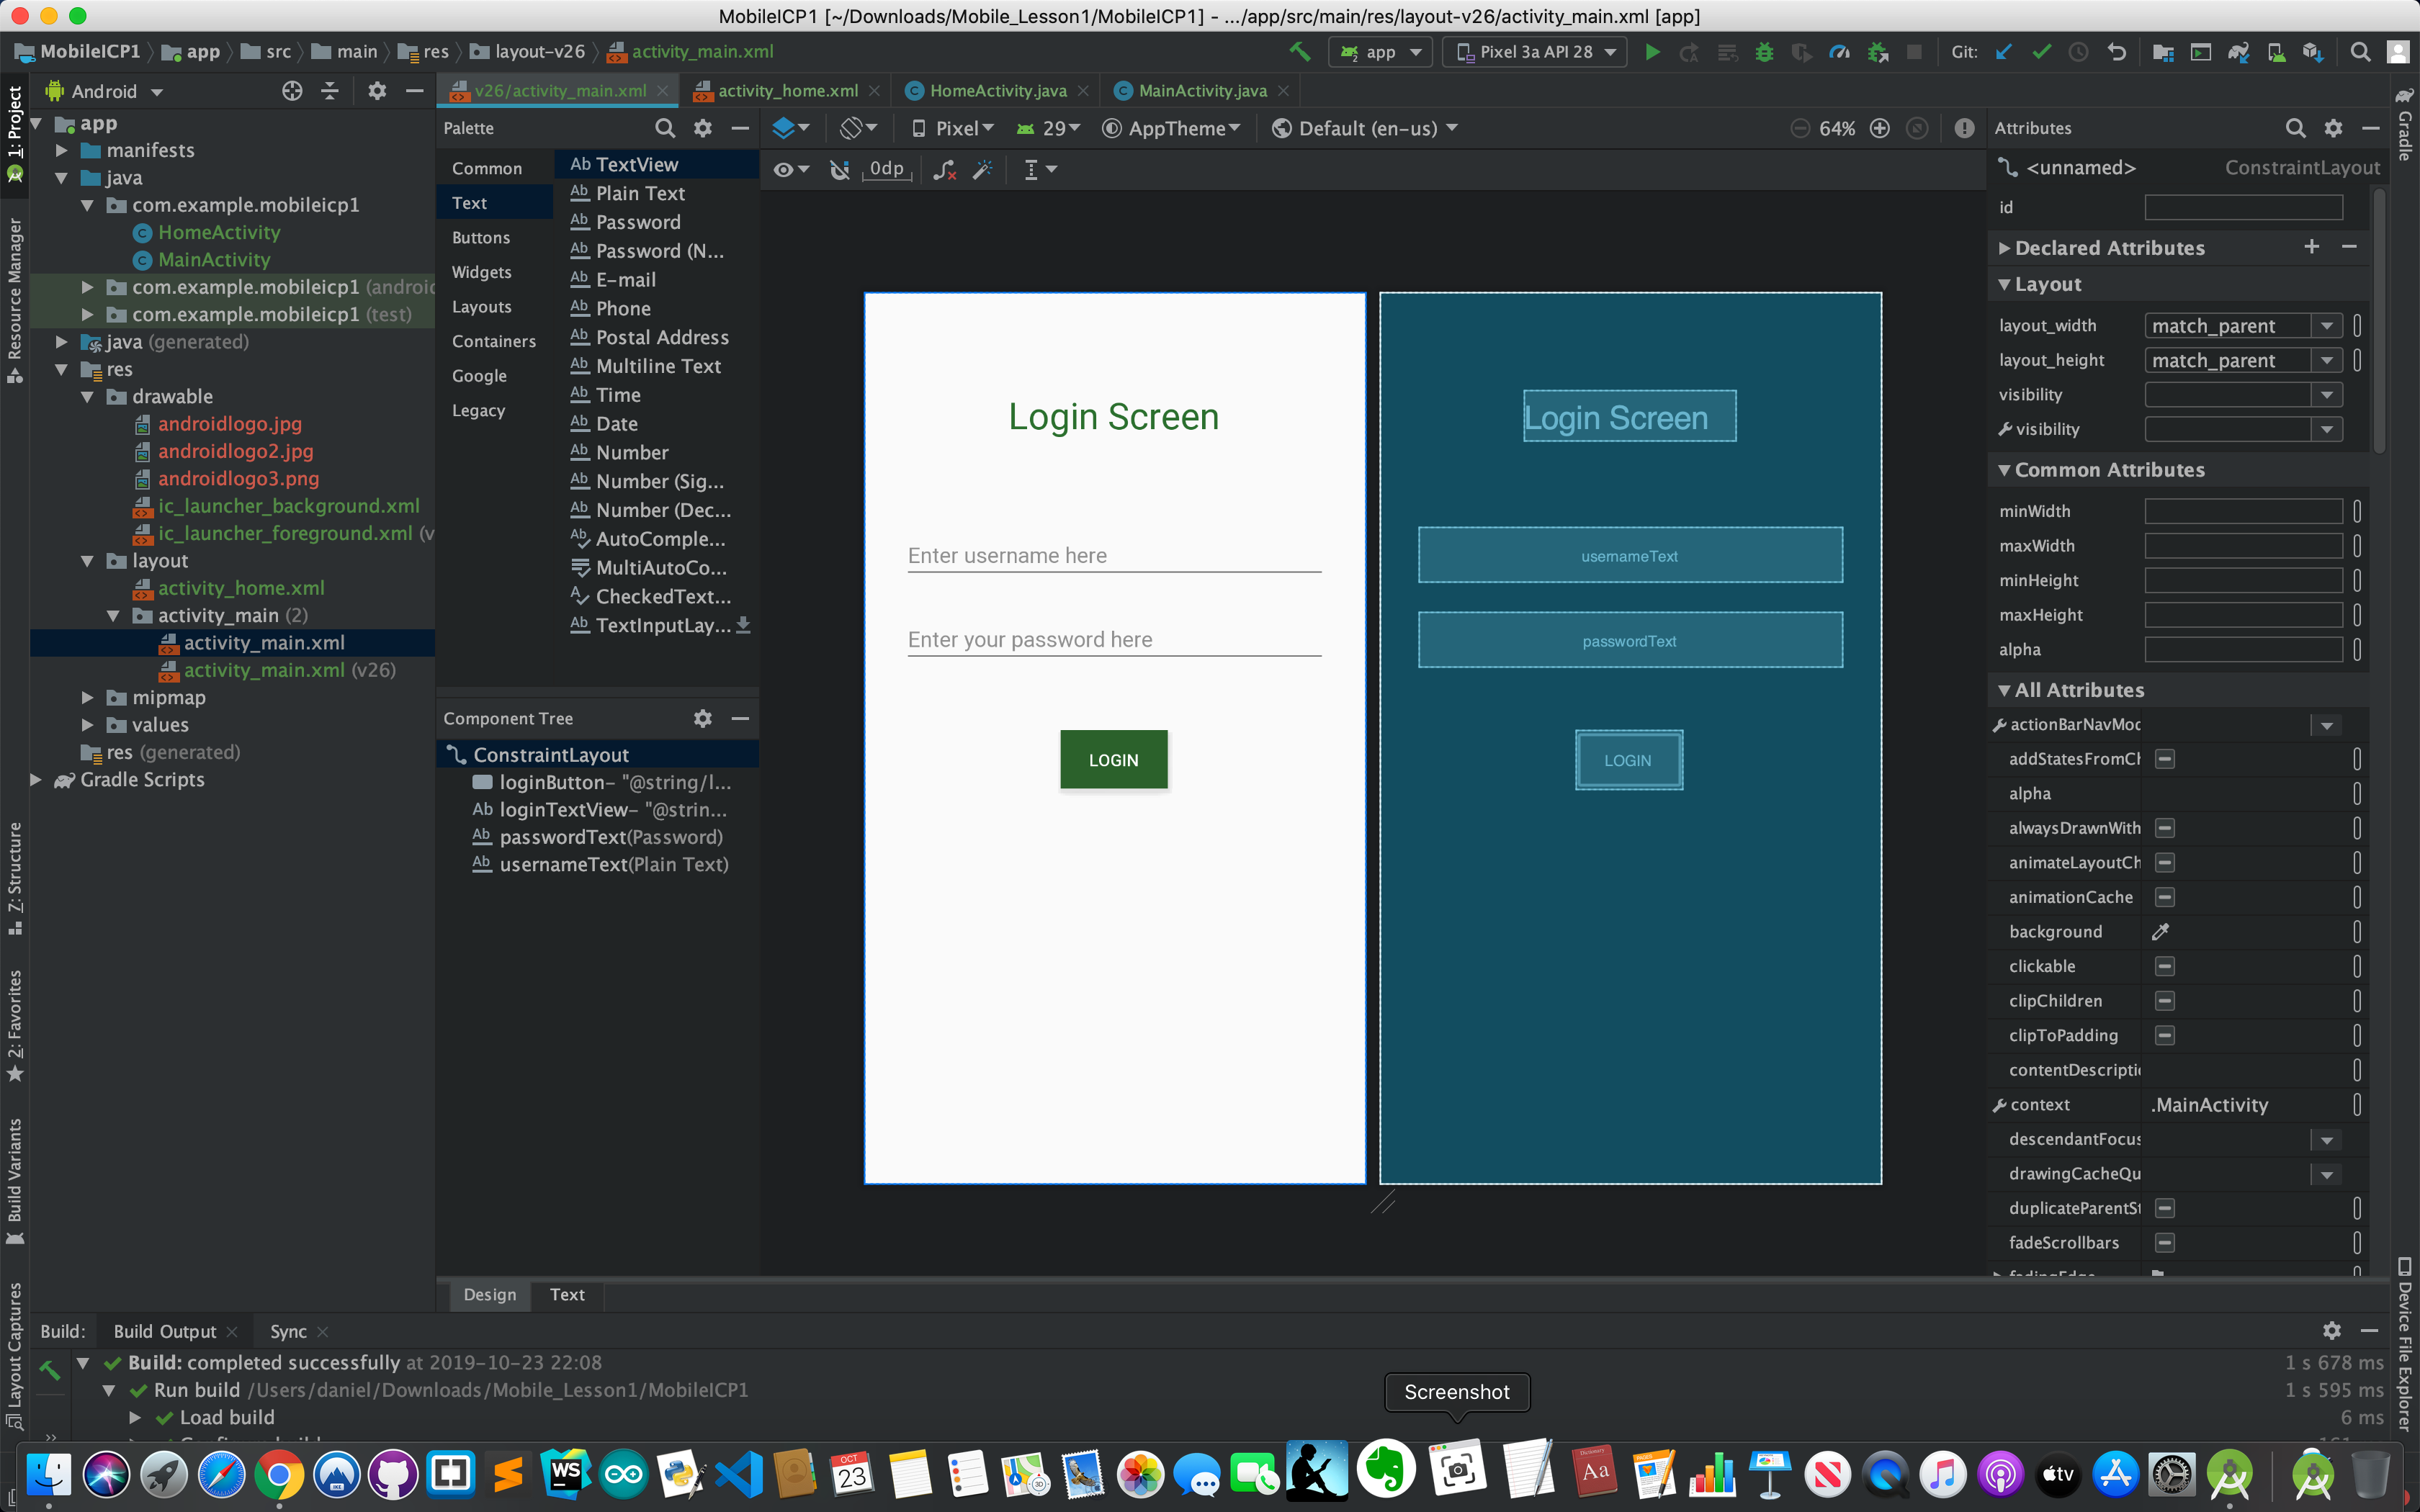 MobileICP1 [~/Downloads/Mobile_Lesson1/MobileICP1] - .../app/src/main/res/layout-v26/activity_main.xml [app]
MobileICP1 app src main res layout-v26 activity_main.xml
app Pixel 3a API 28 Git:
Android
v26/activity_main.xml activity_home.xml HomeActivity.java MainActivity.java
1: Project
Resource Manager
Z: Structure
2: Favorites
Build Variants
Layout Captures
app
manifests
java
com.example.mobileicp1
HomeActivity
MainActivity
com.example.mobileicp1 (androic
com.example.mobileicp1 (test)
java (generated)
res
drawable
androidlogo.jpg
androidlogo2.jpg
androidlogo3.png
ic_launcher_background.xml
ic_launcher_foreground.xml (v
layout
activity_home.xml
activity_main (2)
activity_main.xml
activity_main.xml (v26)
mipmap
values
res (generated)
Gradle Scripts
Palette
Common
Text
Buttons
Widgets
Layouts
Containers
Google
Legacy
Ab TextView
Ab Plain Text
Ab Password
Ab Password (N...
Ab E-mail
Ab Phone
Ab Postal Address
Ab Multiline Text
Ab Time
Ab Date
Ab Number
Ab Number (Sig...
Ab Number (Dec...
Ab AutoComple...
MultiAutoCo...
CheckedText...
Ab TextInputLay...
Component Tree
ConstraintLayout
loginButton- "@string/l...
Ab loginTextView- "@strin...
Ab passwordText(Password)
Ab usernameText(Plain Text)
Pixel 29 AppTheme Default (en-us) 64%
0dp
Login Screen
Enter username here
Enter your password here
LOGIN
Login Screen
usernameText
passwordText
LOGIN
Design Text
Attributes
<unnamed> ConstraintLayout
id
Declared Attributes
Layout
layout_width match_parent
layout_height match_parent
visibility
visibility
Common Attributes
minWidth
maxWidth
minHeight
maxHeight
alpha
All Attributes
actionBarNavMod
addStatesFromCh
alpha
alwaysDrawnWith
animateLayoutCh
animationCache
background
clickable
clipChildren
clipToPadding
contentDescriptio
context .MainActivity
descendantFocus
drawingCacheQu
duplicateParentSt
fadeScrollbars
fadingEdge
Gradle
Device File Explorer
Build: Build Output Sync
Build: completed successfully at 2019-10-23 22:08 1 s 678 ms
Run build /Users/daniel/Downloads/Mobile_Lesson1/MobileICP1 1 s 595 ms
Load build 6 ms
Screenshot
WS
OCT
23
3D
Dictionary
Aa
tv